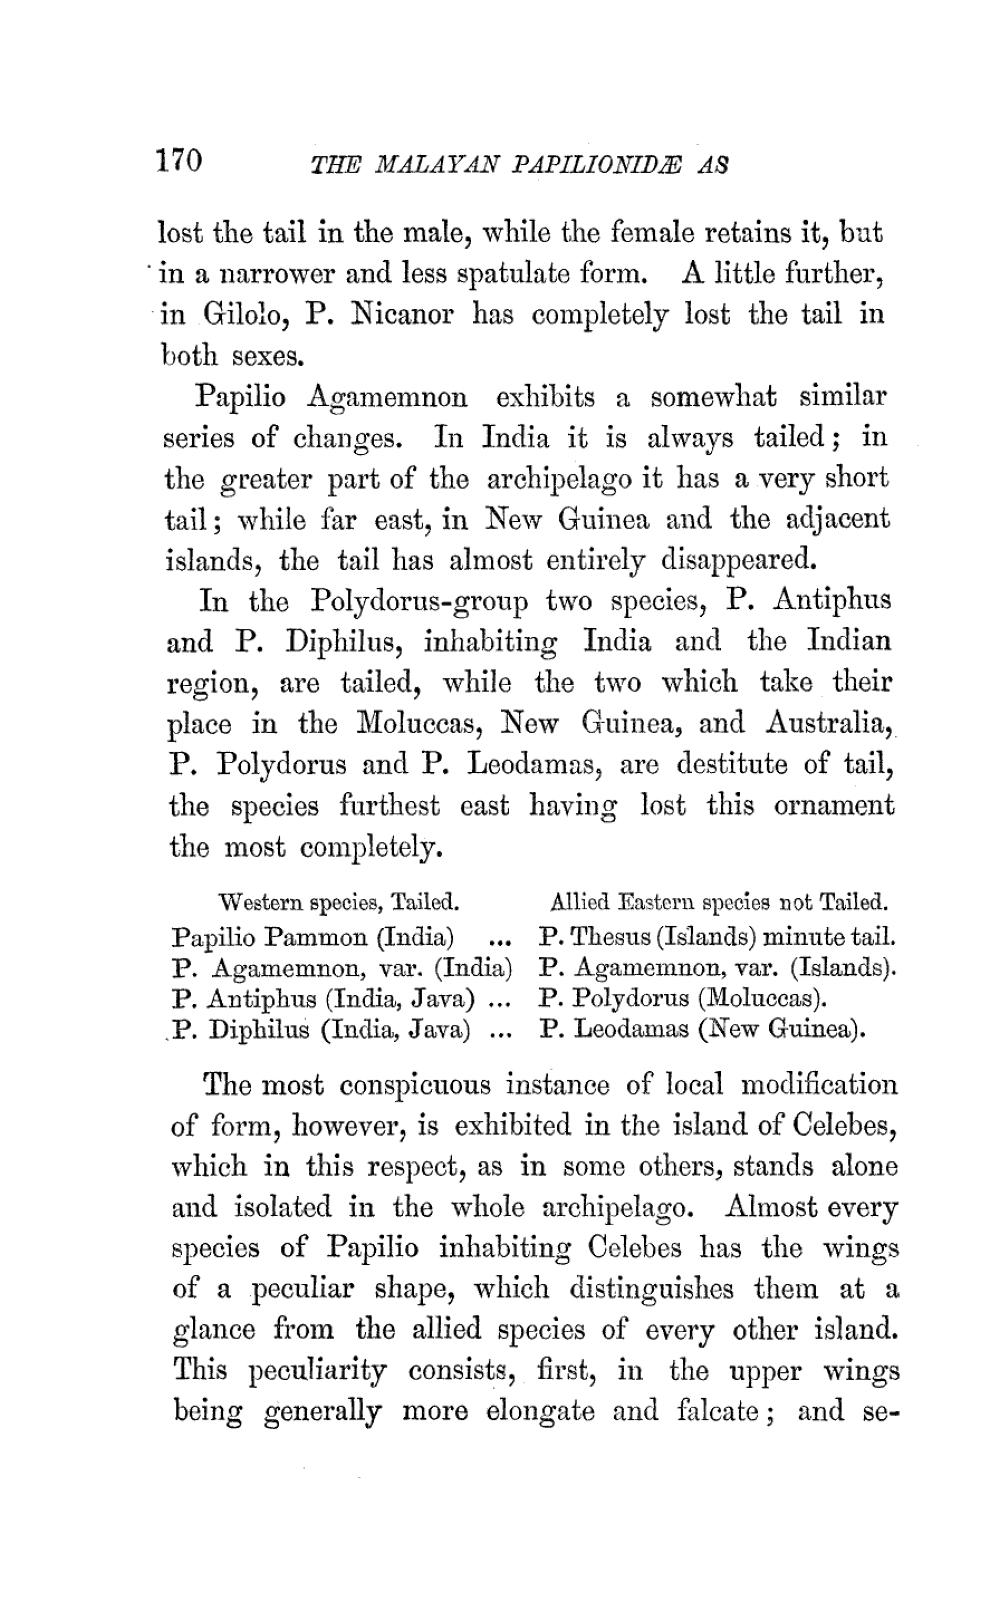 170 THE MALAYAN PAPILIONIDÆ AS
lost the tail in the male, while the female retains it, but
in a narrower and less spatulate form. A little further,
in Gilolo, P. Nicanor has completely lost the tail in
both sexes.
Papilio Agamemnon exhibits a somewhat similar
series of changes. In India it is always tailed; in
the greater part of the archipelago it has a very short
tail; while far east, in New Guinea and the adjacent
islands, the tail has almost entirely disappeared.
In the Polydorus-group two species, P. Antiphus
and P. Diphilus, inhabiting India and the Indian
region, are tailed, while the two which take their
place in the Moluccas, New Guinea, and Australia,
P. Polydorus and P. Leodamas, are destitute of tail,
the species furthest east having lost this ornament
the most completely.
Western species, Tailed. Allied Eastern species not Tailed.
Papilio Pammon (India) ... P. Thesus (Islands) minute tail.
P. Agamemnon, var. (India) P. Agamemnon, var. (Islands).
P. Antiphus (India, Java) ... P. Polydorus (Moluccas).
P. Diphilus (India, Java) ... P. Leodamas (New Guinea).
The most conspicuous instance of local modification
of form, however, is exhibited in the island of Celebes,
which in this respect, as in some others, stands alone
and isolated in the whole archipelago. Almost every
species of Papilio inhabiting Celebes has the wings
of a peculiar shape, which distinguishes them at a
glance from the allied species of every other island.
This peculiarity consists, first, in the upper wings
being generally more elongate and falcate; and se-